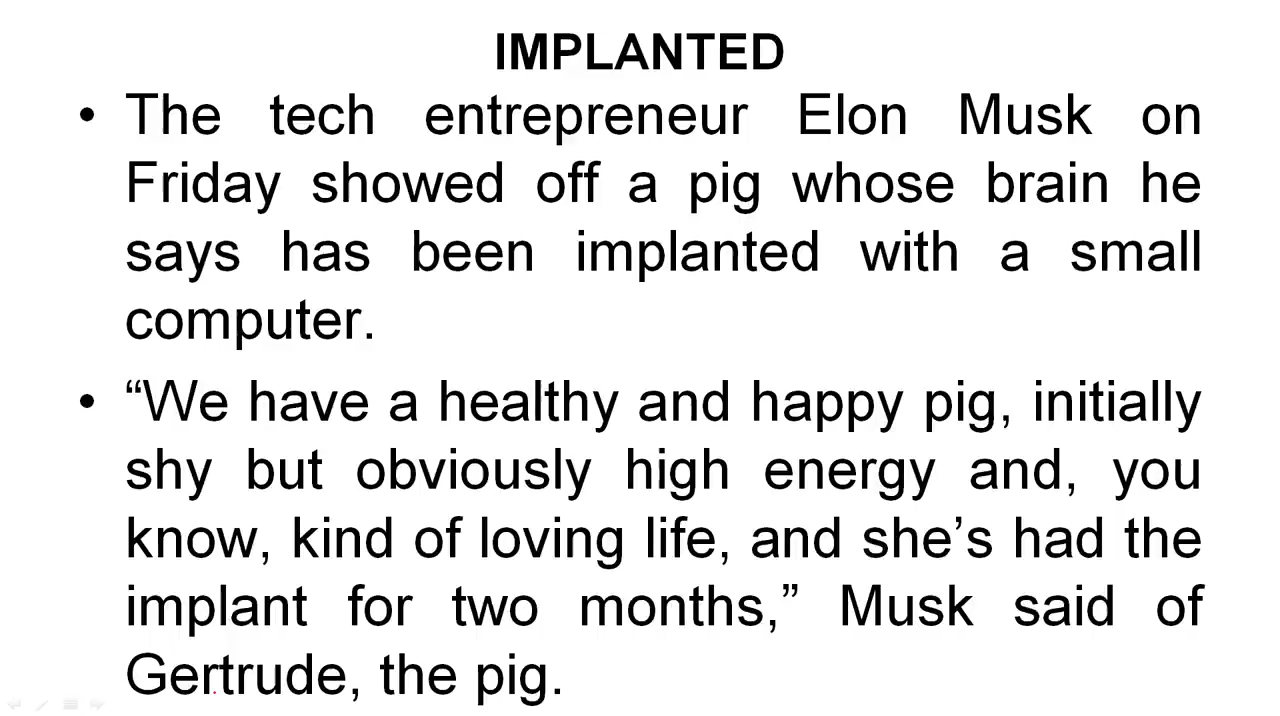 IMPLANTED
• The tech entrepreneur Elon Musk on
Friday showed off a pig whose brain he
says has been implanted with a small
computer.
• “We have a healthy and happy pig, initially
shy but obviously high energy and, you
know, kind of loving life, and she’s had the
implant for two months,” Musk said of
Gertrude, the pig.